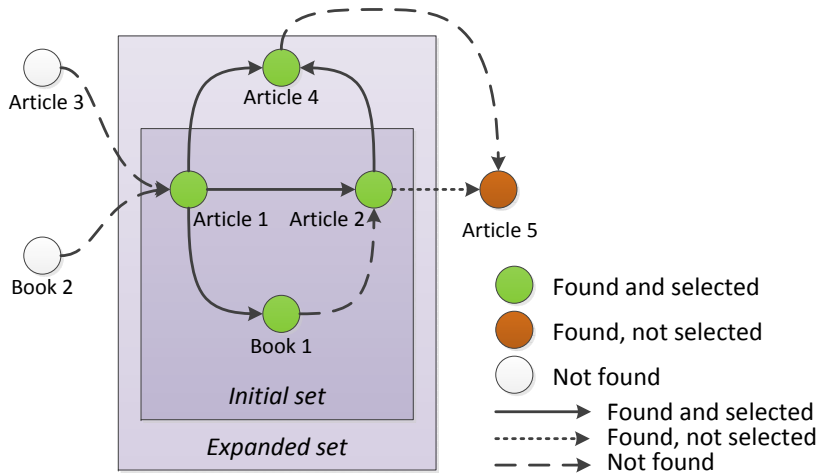 Article 3
Article 4
Article 1
Article 2
Article 5
Book 2
Book 1
Initial set
Expanded set
Found and selected
Found, not selected
Not found
Found and selected
Found, not selected
Not found